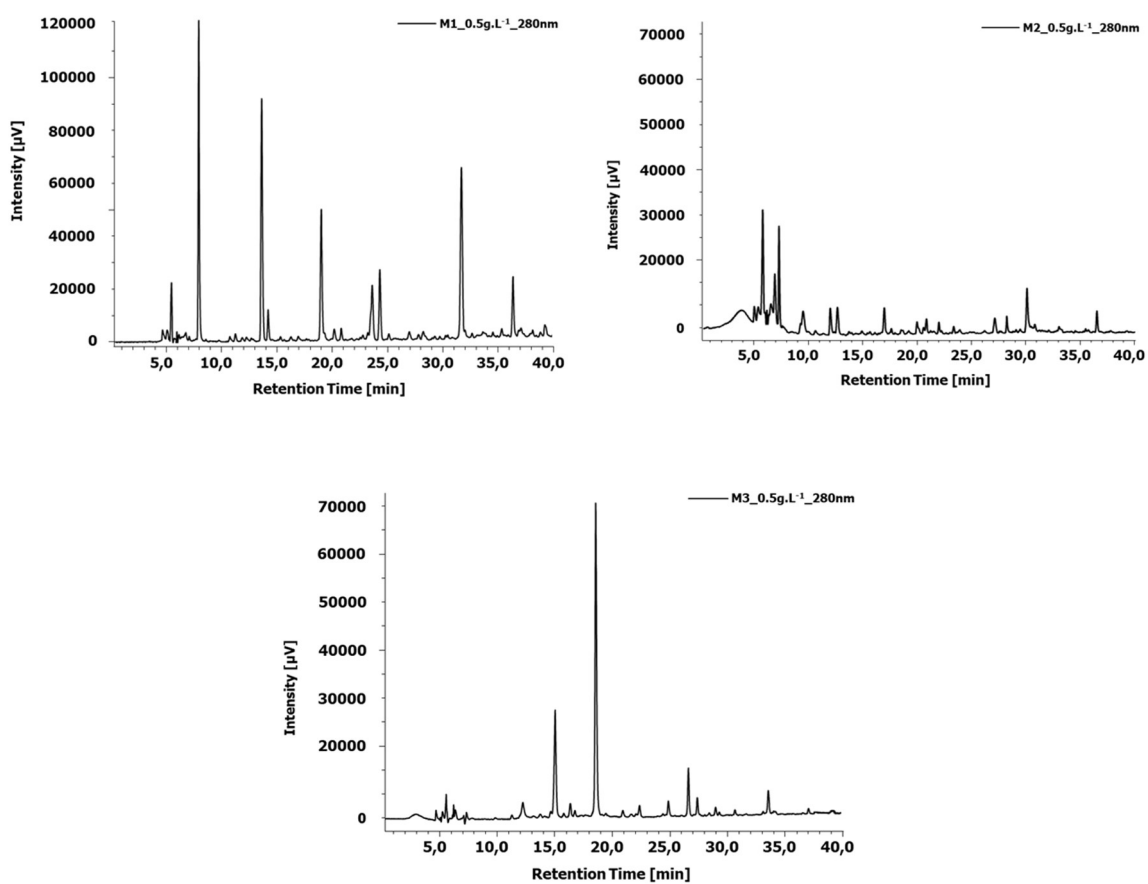 M1_0.5g.L⁻¹_280nm
Intensity [µV]
120000
100000
80000
60000
40000
20000
0
5,0 10,0 15,0 20,0 25,0 30,0 35,0 40,0
Retention Time [min]
M2_0.5g.L⁻¹_280nm
Intensity [µV]
70000
60000
50000
40000
30000
20000
0
5,0 10,0 15,0 20,0 25,0 30,0 35,0 40,0
Retention Time [min]
M3_0.5g.L⁻¹_280nm
Intensity [µV]
70000
60000
50000
40000
30000
20000
0
5,0 10,0 15,0 20,0 25,0 30,0 35,0 40,0
Retention Time [min]